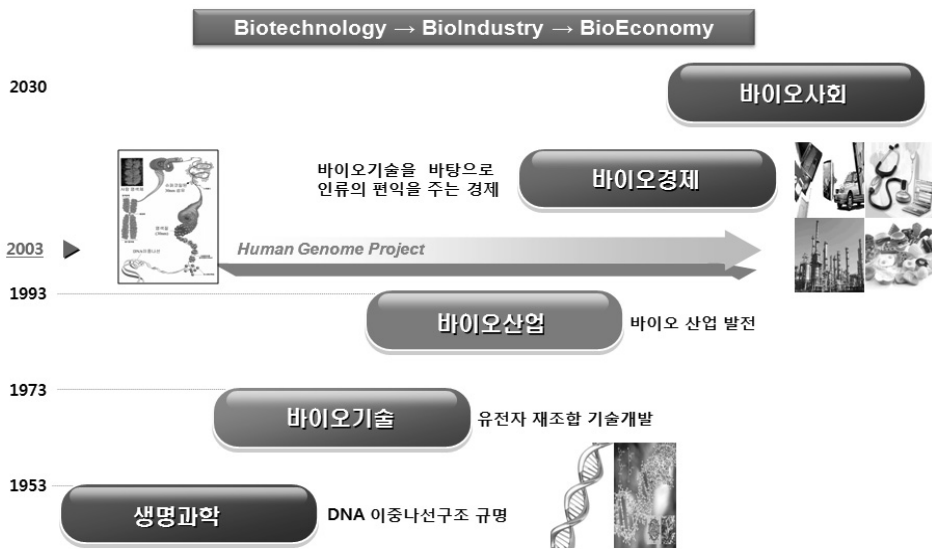 Biotechnology → BioIndustry → BioEconomy
2030
바이오사회
바이오기술을 바탕으로
인류의 편익을 주는 경제
바이오경제
2003
Human Genome Project
1993
바이오산업
바이오 산업 발전
1973
바이오기술
유전자 재조합 기술개발
1953
생명과학
DNA 이중나선구조 규명